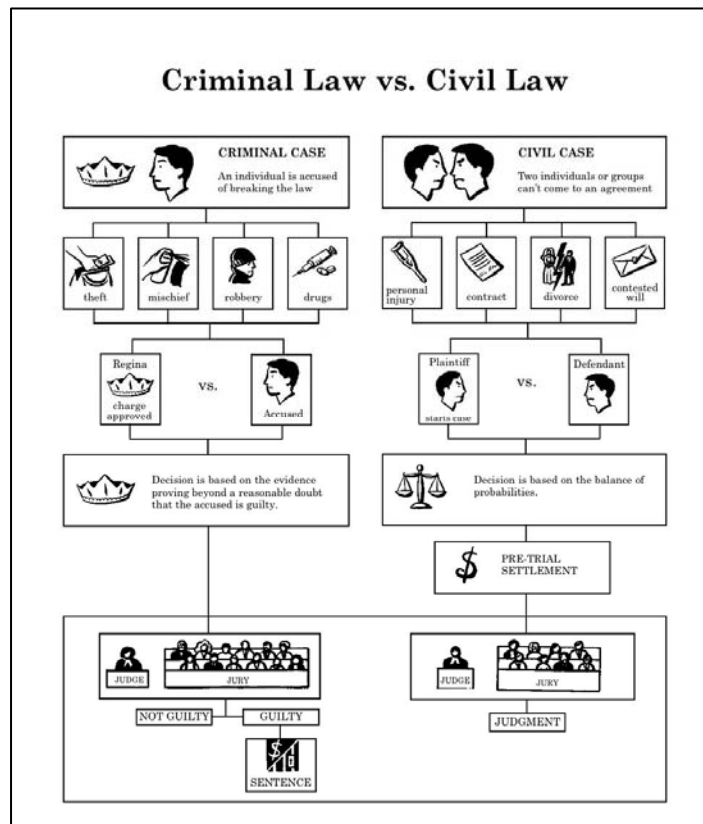 Criminal Law vs. Civil Law
CRIMINAL CASE
An individual is accused
of breaking the law
theft
mischief
robbery
drugs
Regina
charge
approved
vs.
Accused
Decision is based on the evidence
proving beyond a reasonable doubt
that the accused is guilty.
CIVIL CASE
Two individuals or groups
can't come to an agreement
personal
injury
contract
divorce
contested
will
Plaintiff
starts case
vs.
Defendant
Decision is based on the balance of
probabilities.
$ PRE-TRIAL
SETTLEMENT
JUDGE
JURY
NOT GUILTY
GUILTY
$
SENTENCE
JUDGE
JURY
JUDGMENT